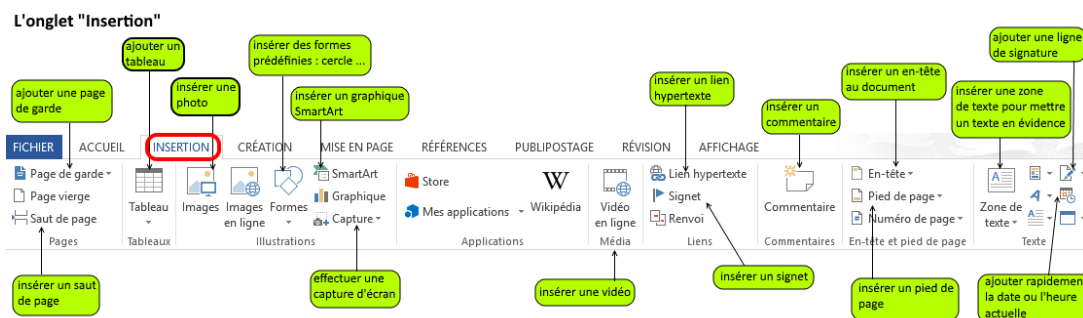 L'onglet "Insertion"
ajouter un
tableau
insérer des formes
prédéfinies : cercle ...
ajouter une ligne
de signature
ajouter une page
de garde
insérer une
photo
insérer un graphique
SmartArt
insérer un lien
hypertexte
insérer un
commentaire
insérer un en-tête
au document
insérer une zone
de texte pour mettre
un texte en évidence
FICHIER ACCUEIL INSERTION CRÉATION MISE EN PAGE RÉFÉRENCES PUBLIPOSTAGE RÉVISION AFFICHAGE
Page de garde
Page vierge
Saut de page
Pages
Tableau
Tableaux
Images
Images
en ligne
Formes
SmartArt
Graphique
Capture
Illustrations
Store
Mes applications
W
Wikipédia
Applications
Vidéo
en ligne
Média
Lien hypertexte
Signet
Renvoi
Liens
Commentaire
Commentaires
En-tête
Pied de page
Numéro de page
En-tête et pied de page
A
Zone de
texte
A
A
Texte
insérer un saut
de page
effectuer une
capture d'écran
insérer une vidéo
insérer un signet
insérer un pied de
page
ajouter rapidemen
la date ou l'heure
actuelle